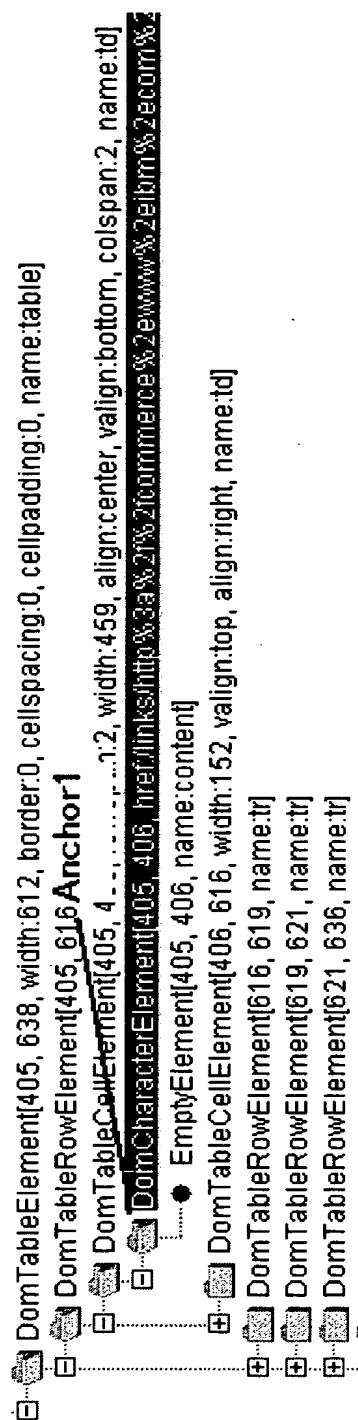 DomTableElement[405, 638, width:612, border:0, cellspacing:0, cellpadding:0, name:table]
DomTableRowElement[405, 616 Anchor1
DomTableCellElement[405, 4 n:2, width:459, align:center, valign:bottom, colspan:2, name:td]
DomCharacterElement[405, 406, href:/links/http%3a%2f%2fcommerce%2ewww%2eibm%2ecom%2
EmptyElement[405, 406, name:content]
DomTableCellElement[406, 616, width:152, valign:top, align:right, name:td]
DomTableRowElement[616, 619, name:tr]
DomTableRowElement[619, 621, name:tr]
DomTableRowElement[621, 636, name:tr]